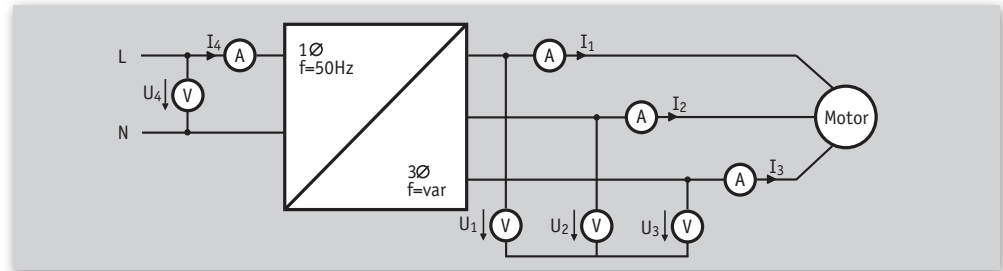 L
I4
A
1Ø
f=50Hz
U4
V
N
3Ø
f=var
A
I1
A
I2
A
I3
Motor
U1
V
U2
V
U3
V